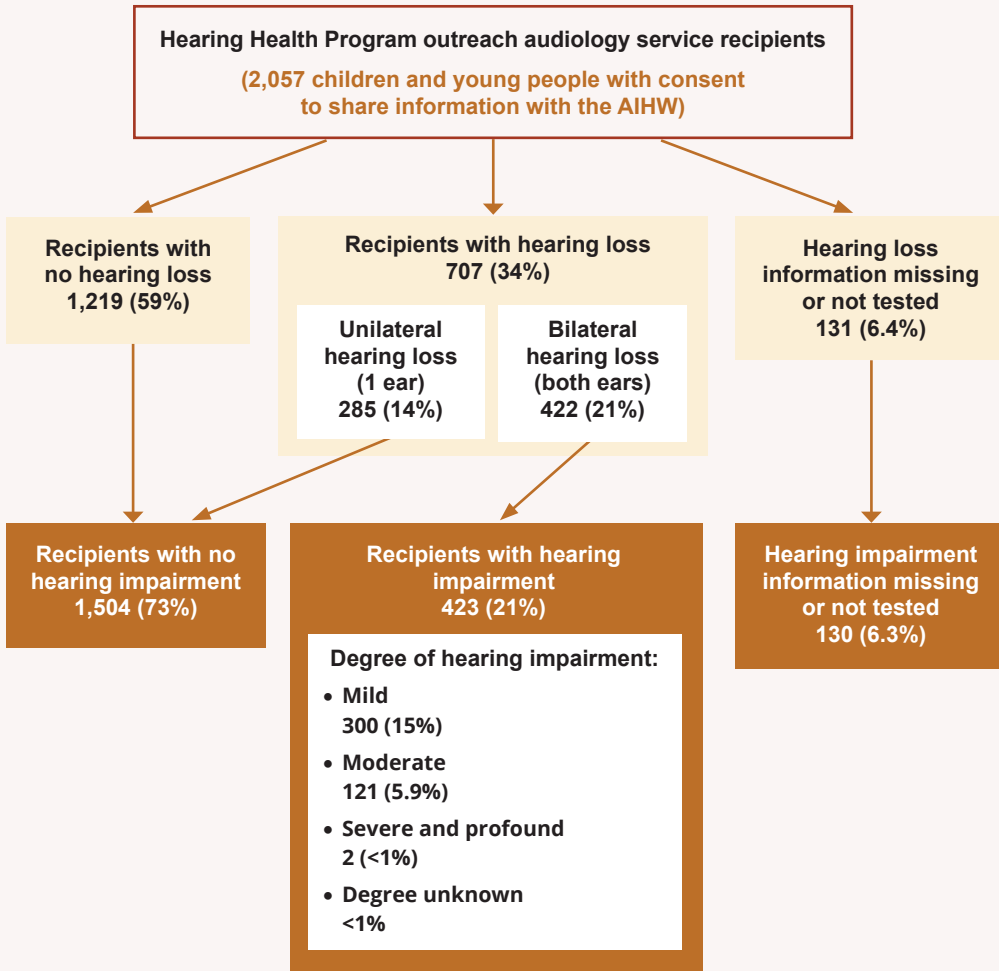 Hearing Health Program outreach audiology service recipients
(2,057 children and young people with consent
to share information with the AIHW)
Recipients with
no hearing loss
1,219 (59%)
Recipients with hearing loss
707 (34%)
Unilateral
hearing loss
(1 ear)
285 (14%)
Bilateral
hearing loss
(both ears)
422 (21%)
Hearing loss
information missing
or not tested
131 (6.4%)
Recipients with no
hearing impairment
1,504 (73%)
Recipients with hearing
impairment
423 (21%)
Degree of hearing impairment:
• Mild
300 (15%)
• Moderate
121 (5.9%)
• Severe and profound
2 (<1%)
• Degree unknown
<1%
Hearing impairment
information missing
or not tested
130 (6.3%)